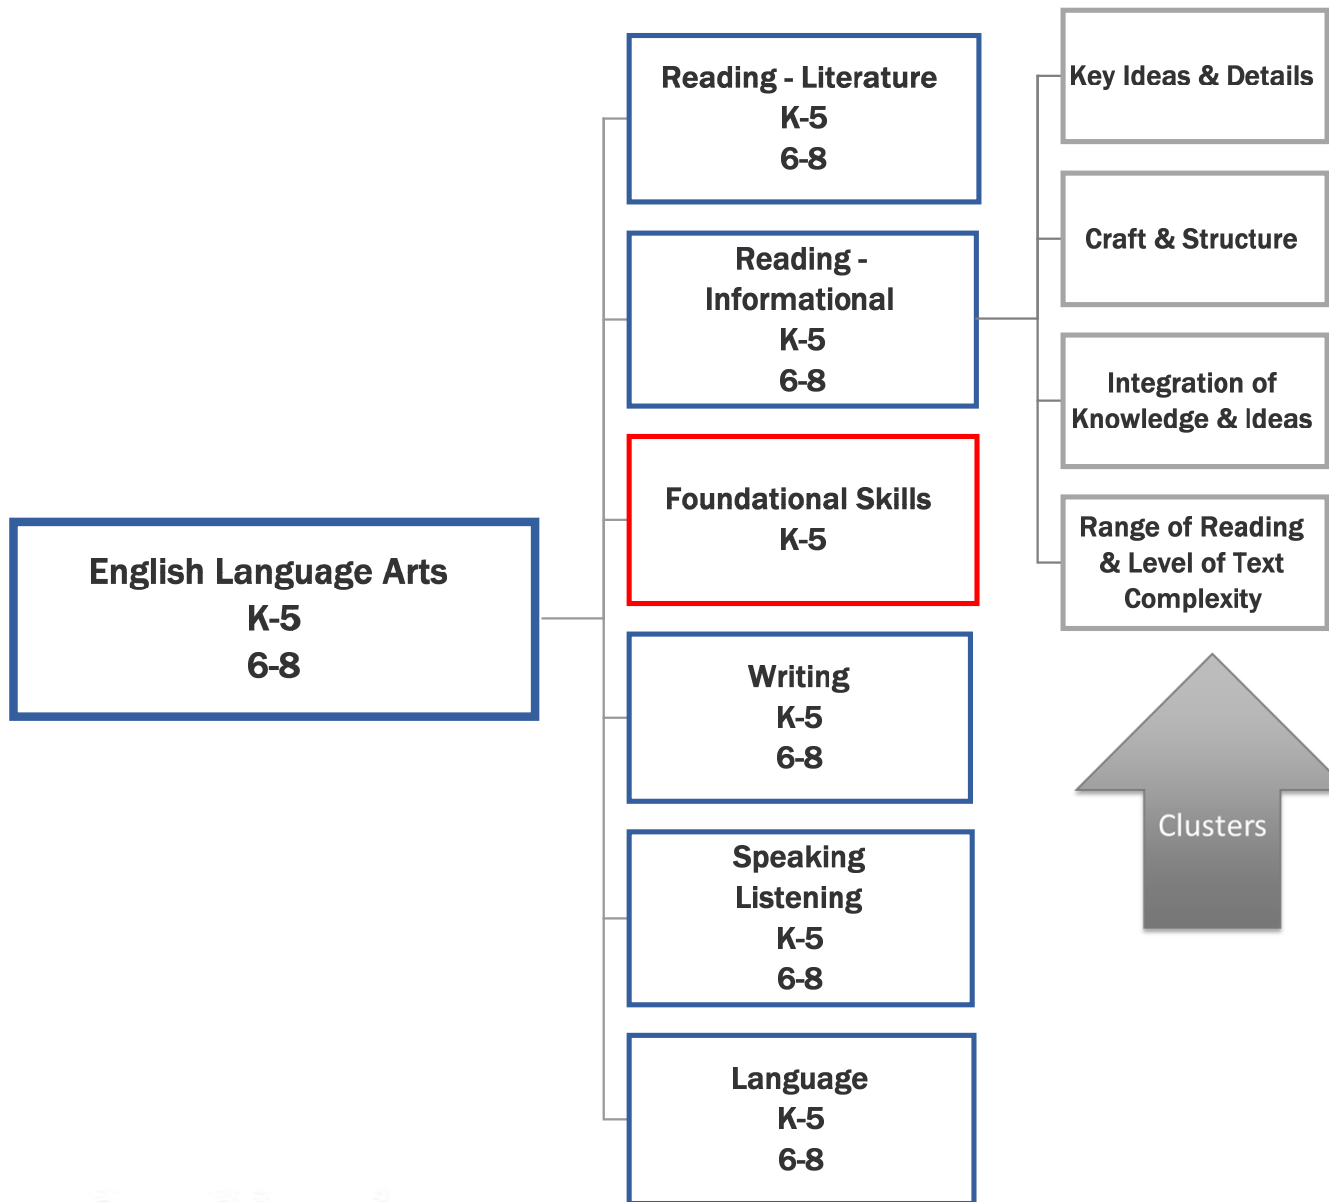 English Language Arts
K-5
6-8
Reading - Literature
K-5
6-8
Reading -
Informational
K-5
6-8
Foundational Skills
K-5
Writing
K-5
6-8
Speaking
Listening
K-5
6-8
Language
K-5
6-8
Key Ideas & Details
Craft & Structure
Integration of
Knowledge & Ideas
Range of Reading
& Level of Text
Complexity
Clusters